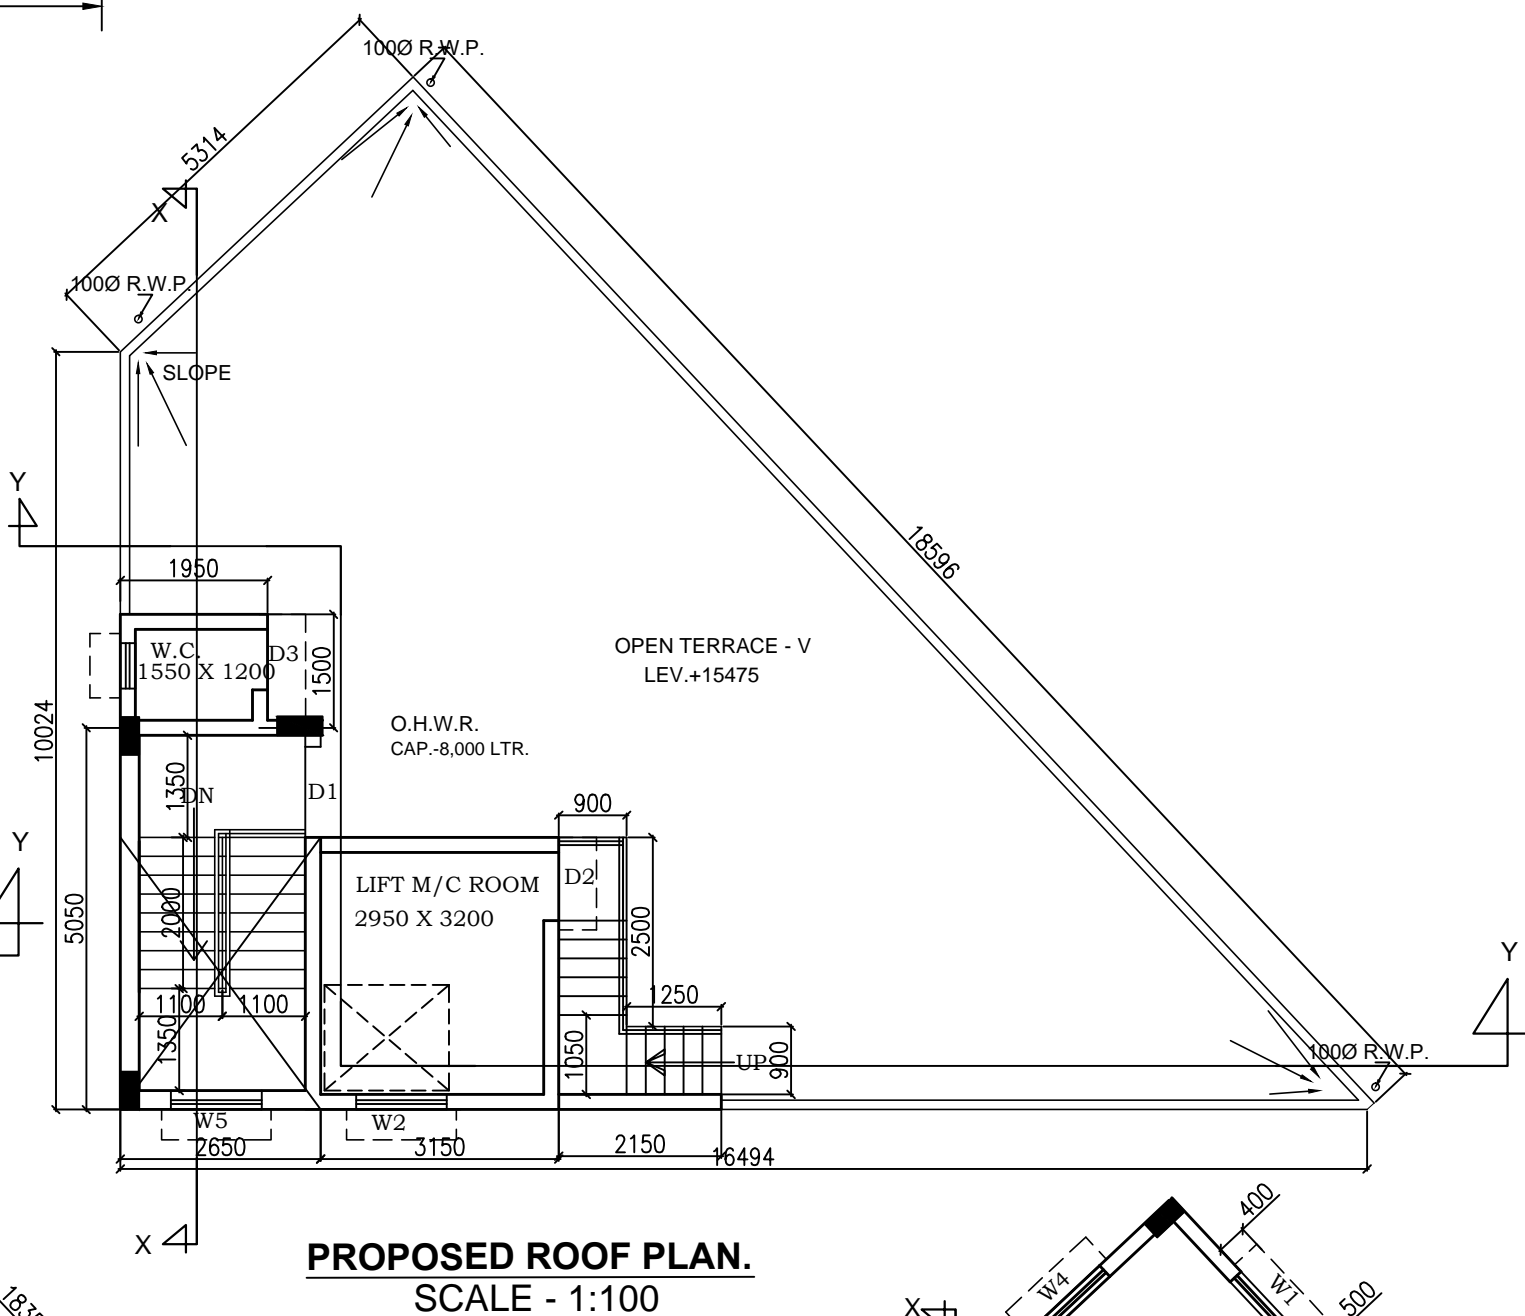 100Ø R.W.P.
5314
X
100Ø R.W.P.
SLOPE
Y
18596
1950
W.C.
1550 X 1200
D3
1500
OPEN TERRACE - V
LEV.+15475
10024
O.H.W.R.
CAP.-8,000 LTR.
1350
DN
D1
900
Y
LIFT M/C ROOM
2950 X 3200
D2
5050
2000
2500
Y
1100
1100
1250
1350
1050
UP
900
100Ø R.W.P.
W5
W2
2650
3150
2150
16494
X
PROPOSED ROOF PLAN.
SCALE - 1:100
400
W4
W1
500
X